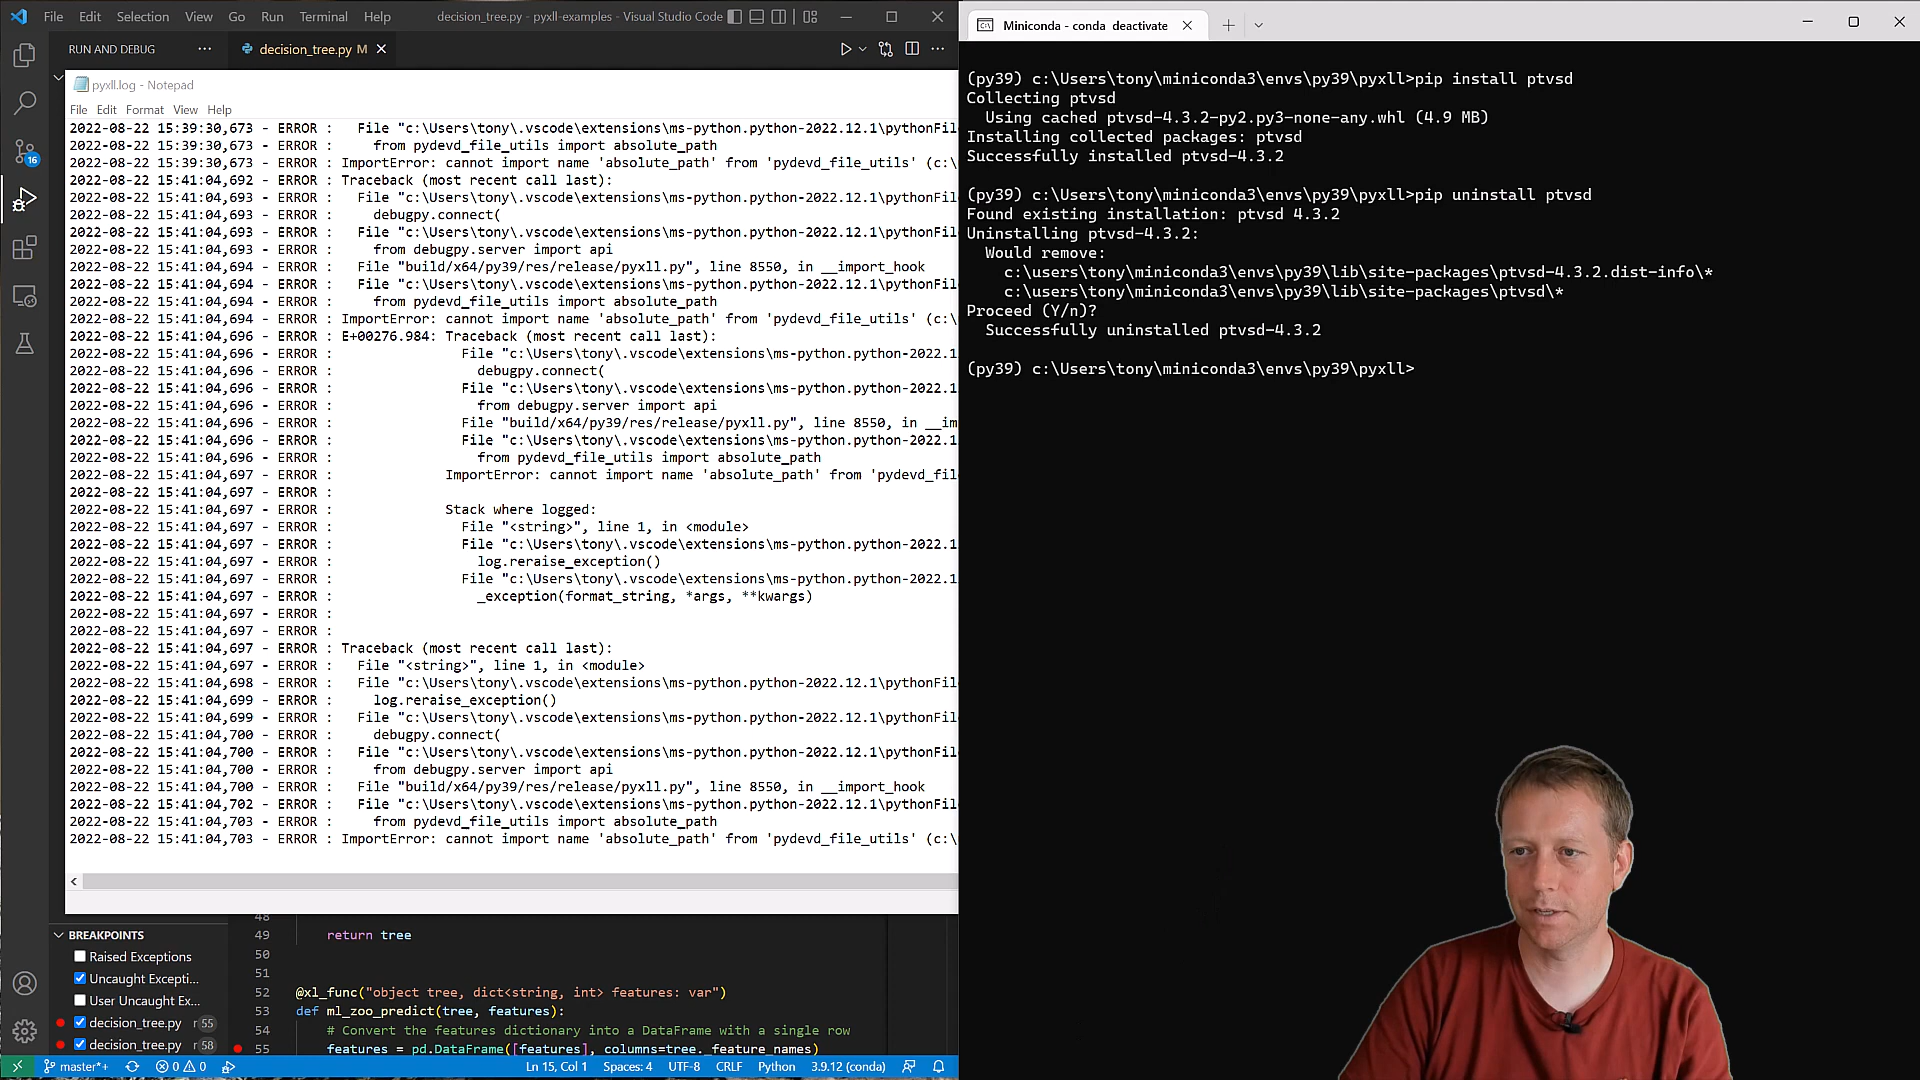 File Edit Selection View Go Run Terminal Help
decision_tree.py - pyxll-examples - Visual Studio Code
RUN AND DEBUG
decision_tree.py M
pyxll.log - Notepad
File Edit Format View Help
2022-08-22 15:39:30,673 - ERROR : File "c:\Users\tony\.vscode\extensions\ms-python.python-2022.12.1\pythonFil
2022-08-22 15:39:30,673 - ERROR : from pydevd_file_utils import absolute_path
2022-08-22 15:39:30,673 - ERROR : ImportError: cannot import name 'absolute_path' from 'pydevd_file_utils' (c:\
2022-08-22 15:41:04,692 - ERROR : Traceback (most recent call last):
2022-08-22 15:41:04,693 - ERROR : File "c:\Users\tony\.vscode\extensions\ms-python.python-2022.12.1\pythonFil
2022-08-22 15:41:04,693 - ERROR : debugpy.connect(
2022-08-22 15:41:04,693 - ERROR : File "c:\Users\tony\.vscode\extensions\ms-python.python-2022.12.1\pythonFil
2022-08-22 15:41:04,693 - ERROR : from debugpy.server import api
2022-08-22 15:41:04,694 - ERROR : File "build/x64/py39/res/release/pyxll.py", line 8550, in __import_hook
2022-08-22 15:41:04,694 - ERROR : File "c:\Users\tony\.vscode\extensions\ms-python.python-2022.12.1\pythonFil
2022-08-22 15:41:04,694 - ERROR : from pydevd_file_utils import absolute_path
2022-08-22 15:41:04,694 - ERROR : ImportError: cannot import name 'absolute_path' from 'pydevd_file_utils' (c:\
2022-08-22 15:41:04,696 - ERROR : E+00276.984: Traceback (most recent call last):
2022-08-22 15:41:04,696 - ERROR : File "c:\Users\tony\.vscode\extensions\ms-python.python-2022.1
2022-08-22 15:41:04,696 - ERROR : debugpy.connect(
2022-08-22 15:41:04,696 - ERROR : File "c:\Users\tony\.vscode\extensions\ms-python.python-2022.1
2022-08-22 15:41:04,696 - ERROR : from debugpy.server import api
2022-08-22 15:41:04,696 - ERROR : File "build/x64/py39/res/release/pyxll.py", line 8550, in __im
2022-08-22 15:41:04,696 - ERROR : File "c:\Users\tony\.vscode\extensions\ms-python.python-2022.1
2022-08-22 15:41:04,696 - ERROR : from pydevd_file_utils import absolute_path
2022-08-22 15:41:04,697 - ERROR : ImportError: cannot import name 'absolute_path' from 'pydevd_fil
2022-08-22 15:41:04,697 - ERROR :
2022-08-22 15:41:04,697 - ERROR : Stack where logged:
2022-08-22 15:41:04,697 - ERROR : File "<string>", line 1, in <module>
2022-08-22 15:41:04,697 - ERROR : File "c:\Users\tony\.vscode\extensions\ms-python.python-2022.1
2022-08-22 15:41:04,697 - ERROR : log.reraise_exception()
2022-08-22 15:41:04,697 - ERROR : File "c:\Users\tony\.vscode\extensions\ms-python.python-2022.1
2022-08-22 15:41:04,697 - ERROR : _exception(format_string, *args, **kwargs)
2022-08-22 15:41:04,697 - ERROR :
2022-08-22 15:41:04,697 - ERROR :
2022-08-22 15:41:04,697 - ERROR : Traceback (most recent call last):
2022-08-22 15:41:04,697 - ERROR : File "<string>", line 1, in <module>
2022-08-22 15:41:04,698 - ERROR : File "c:\Users\tony\.vscode\extensions\ms-python.python-2022.12.1\pythonFil
2022-08-22 15:41:04,699 - ERROR : log.reraise_exception()
2022-08-22 15:41:04,699 - ERROR : File "c:\Users\tony\.vscode\extensions\ms-python.python-2022.12.1\pythonFil
2022-08-22 15:41:04,700 - ERROR : debugpy.connect(
2022-08-22 15:41:04,700 - ERROR : File "c:\Users\tony\.vscode\extensions\ms-python.python-2022.12.1\pythonFil
2022-08-22 15:41:04,700 - ERROR : from debugpy.server import api
2022-08-22 15:41:04,700 - ERROR : File "build/x64/py39/res/release/pyxll.py", line 8550, in __import_hook
2022-08-22 15:41:04,702 - ERROR : File "c:\Users\tony\.vscode\extensions\ms-python.python-2022.12.1\pythonFil
2022-08-22 15:41:04,703 - ERROR : from pydevd_file_utils import absolute_path
2022-08-22 15:41:04,703 - ERROR : ImportError: cannot import name 'absolute_path' from 'pydevd_file_utils' (c:\
16
BREAKPOINTS
Raised Exceptions
Uncaught Excepti...
User Uncaught Ex...
decision_tree.py 55
decision_tree.py 58
48
49 return tree
50
51
52 @xl_func("object tree, dict<string, int> features: var")
53 def ml_zoo_predict(tree, features):
54 # Convert the features dictionary into a DataFrame with a single row
55 features = pd.DataFrame([features], columns=tree._feature_names)
master*+ 0 0 Ln 15, Col 1 Spaces: 4 UTF-8 CRLF Python 3.9.12 (conda)
Miniconda - conda deactivate
(py39) c:\Users\tony\miniconda3\envs\py39\pyxll>pip install ptvsd
Collecting ptvsd
Using cached ptvsd-4.3.2-py2.py3-none-any.whl (4.9 MB)
Installing collected packages: ptvsd
Successfully installed ptvsd-4.3.2
(py39) c:\Users\tony\miniconda3\envs\py39\pyxll>pip uninstall ptvsd
Found existing installation: ptvsd 4.3.2
Uninstalling ptvsd-4.3.2:
Would remove:
c:\users\tony\miniconda3\envs\py39\lib\site-packages\ptvsd-4.3.2.dist-info\*
c:\users\tony\miniconda3\envs\py39\lib\site-packages\ptvsd\*
Proceed (Y/n)?
Successfully uninstalled ptvsd-4.3.2
(py39) c:\Users\tony\miniconda3\envs\py39\pyxll>